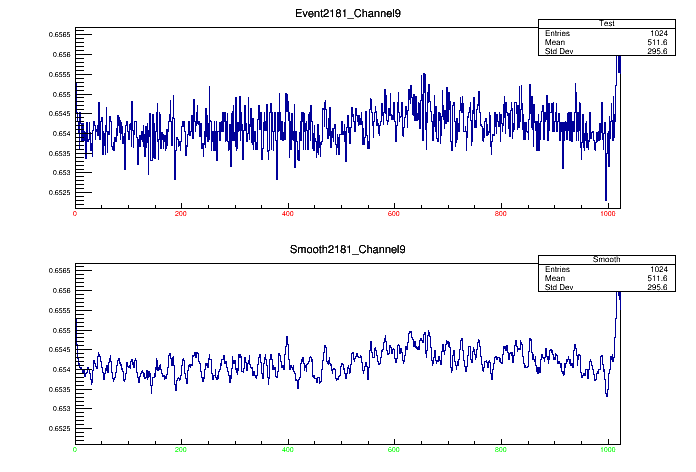 Event2181_Channel9
Test
Entries 1024
Mean 511.6
Std Dev 295.6
0.6565
0.656
0.6555
0.655
0.6545
0.654
0.6535
0.653
0.6525
0 200 400 600 800 1000
Smooth2181_Channel9
Smooth
Entries 1024
Mean 511.6
Std Dev 295.6
0.6565
0.656
0.6555
0.655
0.6545
0.654
0.6535
0.653
0.6525
0 200 400 600 800 1000